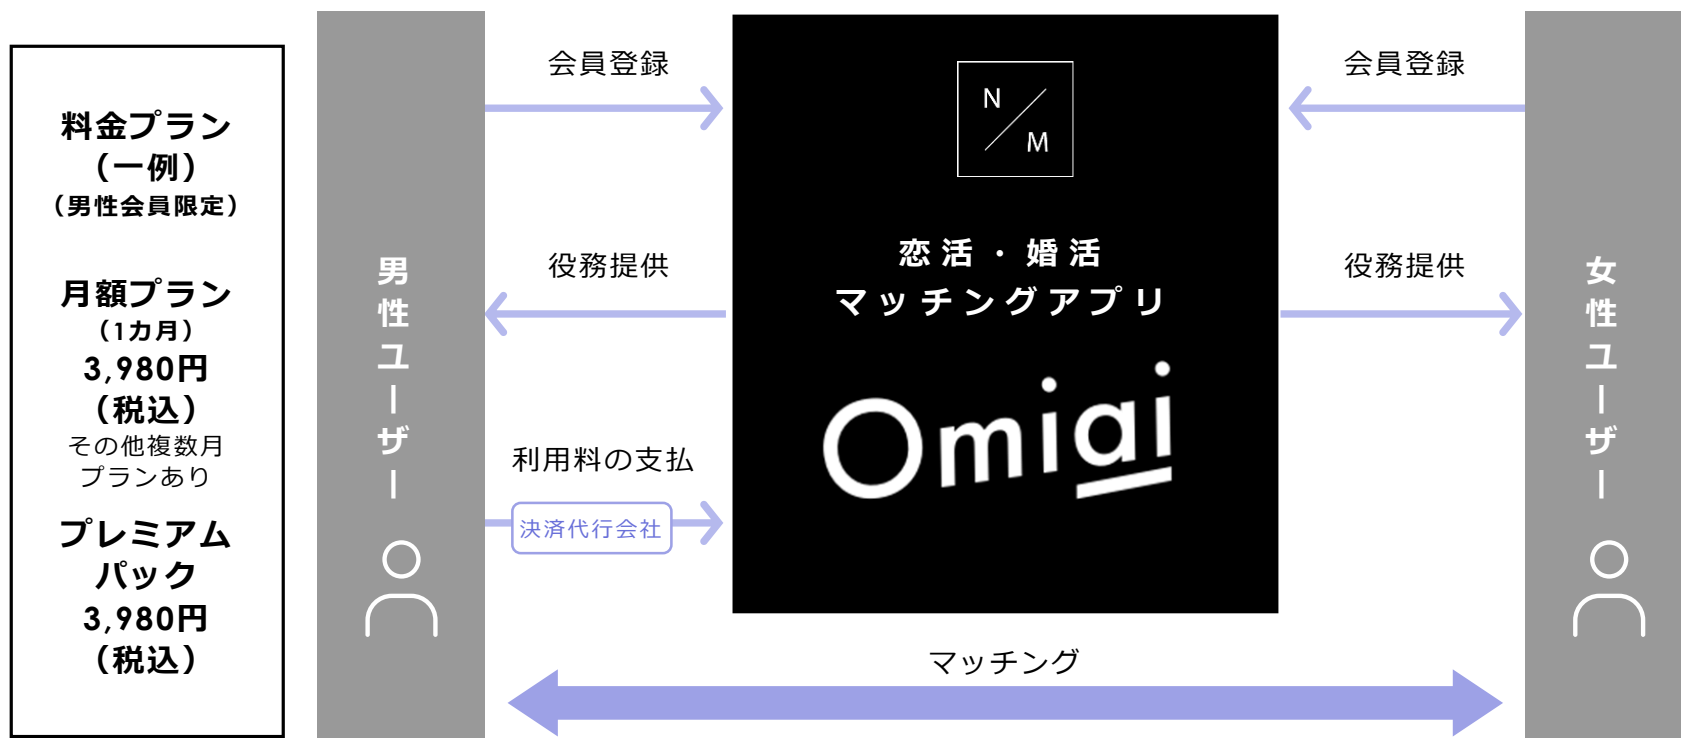 料金プラン
（一例）
（男性会員限定）
月額プラン
（1カ月）
3,980円
（税込）
その他複数月
プランあり
プレミアム
パック
3,980円
（税込）
男性ユーザー
会員登録
役務提供
利用料の支払
決済代行会社
N
M
恋活・婚活
マッチングアプリ
Omiai
会員登録
役務提供
女性ユーザー
マッチング